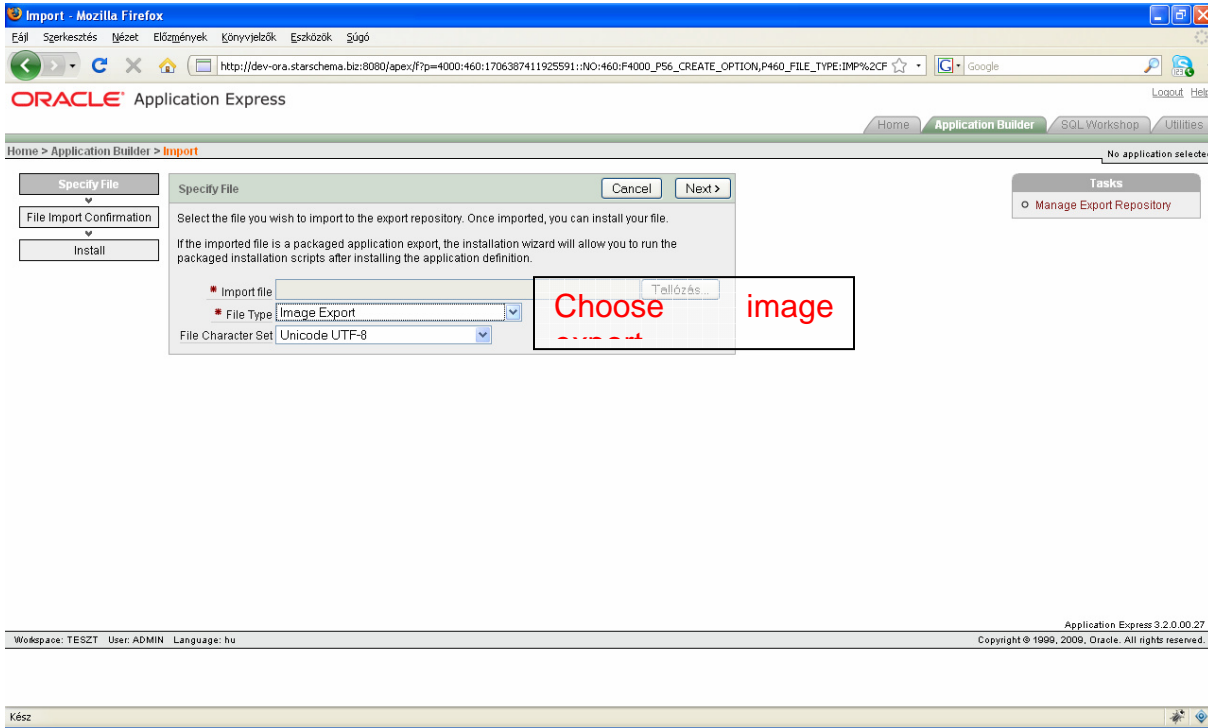 Import - Mozilla Firefox
Fájl Szerkesztés Nézet Előzmények Könyvjelzők Eszközök Súgó
http://dev-ora.starschema.biz:8080/apex/f?p=4000:460:1706387411925591::NO:460:F4000_P56_CREATE_OPTION,P460_FILE_TYPE:IMP%2CF
G Google
ORACLE Application Express
Logout Help
Home Application Builder SQL Workshop Utilities
Home > Application Builder > Import
No application selected
Specify File
File Import Confirmation
Install
Specify File
Cancel Next >
Select the file you wish to import to the export repository. Once imported, you can install your file.
If the imported file is a packaged application export, the installation wizard will allow you to run the
packaged installation scripts after installing the application definition.
* Import file Tallózás...
* File Type Image Export
File Character Set Unicode UTF-8
Choose image
export
Tasks
Manage Export Repository
Application Express 3.2.0.00.27
Workspace: TESZT User: ADMIN Language: hu
Copyright © 1999, 2009, Oracle. All rights reserved.
Kész